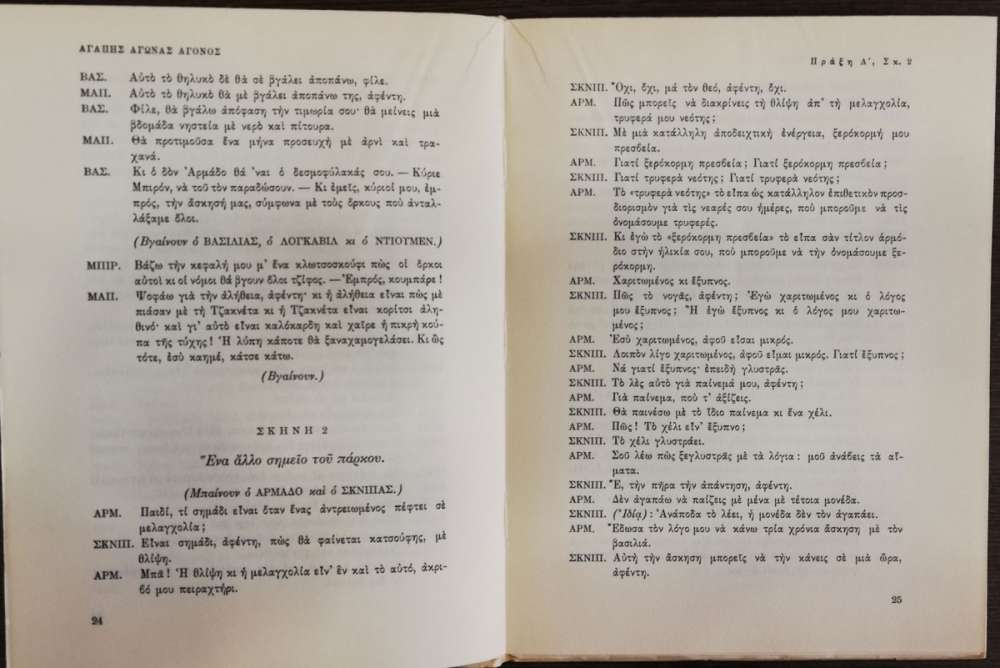 ΑΓΑΠΗΣ ΑΓΩΝΑΣ ΑΓΟΝΟΣ
ΒΑΣ. Αὐτὸ τὸ θηλυκὸ δὲ θὰ σὲ βγάλει ἀποπάνω, φίλε.
ΜΑΠ. Αὐτὸ τὸ θηλυκὸ θὰ μὲ βγάλει ἀποπάνω της, ἀφέντη.
ΒΑΣ. Φίλε, θὰ βγάλω ἀπόφαση τὴν τιμωρία σου· θὰ μείνεις μιὰ
βδομάδα νηστεία μὲ νερὸ καὶ πίτουρα.
ΜΑΠ. Θὰ προτιμοῦσα ἕνα μήνα προσευχὴ μὲ ἀρνὶ καὶ τρα-
χανά.
ΒΑΣ. Κι ὁ δὸν Ἀρμάδο θά 'ναι ὁ δεσμοφύλακάς σου. — Κύριε
Μπιρόν, νὰ τοῦ τὸν παραδώσουν. — Κι ἐμεῖς, κύριοί μου, ἐμ-
πρός, τὴν ἄσκησή μας, σύμφωνα μὲ τοὺς ὅρκους ποὺ ἀνταλ-
λάξαμε ὅλοι.
(Βγαίνουν ὁ ΒΑΣΙΛΙΑΣ, ὁ ΛΟΓΚΑΒΙΛ κι ὁ ΝΤΙΟΥΜΕΝ.)
ΜΠΙΡ. Βάζω τὴν κεφαλή μου μ' ἕνα κλωτσοσκούφι πὼς οἱ ὅρκοι
αὐτοὶ κι οἱ νόμοι θὰ βγουν ὅλοι τζίφος. — Ἐμπρός, κουμπάρε!
ΜΑΠ. Ψοφάω γιὰ τὴν ἀλήθεια, ἀφέντη· κι ἡ ἀλήθεια εἶναι πὼς μὲ
πιάσαν μὲ τὴ Τζακνέτα κι ἡ Τζακνέτα εἶναι κορίτσι ἀλη-
θινό· καὶ γι' αὐτὸ εἶναι καλόκαρδη καὶ χαῖρε ἡ πικρὴ κού-
πα τῆς τύχης! Ἡ λύπη κάποτε θὰ ξαναχαμογελάσει. Κι ὣς
τότε, ἐσὺ καημέ, κάτσε κάτω.
(Βγαίνουν.)
ΣΚΗΝΗ 2
Ἕνα ἄλλο σημεῖο τοῦ πάρκου.
(Μπαίνουν ὁ ΑΡΜΑΔΟ καὶ ὁ ΣΚΝΙΠΑΣ.)
ΑΡΜ. Παιδί, τί σημάδι εἶναι ὅταν ἕνας ἀντρειωμένος πέφτει σὲ
μελαγχολία;
ΣΚΝΙΠ. Εἶναι σημάδι, ἀφέντη, πὼς θὰ φαίνεται κατσούφης, μὲ
θλίψη.
ΑΡΜ. Μπά! Ἡ θλίψη κι ἡ μελαγχολία εἶν' ἓν καὶ τὸ αὐτό, ἀκρι-
βό μου πειραχτήρι.
24
Πράξη Α', Σκ. 2
ΣΚΝΙΠ. Ὄχι, ὄχι, μὰ τὸν θεό, ἀφέντη, ὄχι.
ΑΡΜ. Πῶς μπορεῖς νὰ διακρίνεις τὴ θλίψη ἀπ' τὴ μελαγχολία,
τρυφερά μου νεότης;
ΣΚΝΙΠ. Μὲ μιὰ κατάλληλη ἀποδειχτικὴ ἐνέργεια, ξερόκορμή μου
πρεσβεία.
ΑΡΜ. Γιατί ξερόκορμη πρεσβεία; Γιατί ξερόκορμη πρεσβεία;
ΣΚΝΙΠ. Γιατί τρυφερὰ νεότης; Γιατί τρυφερὰ νεότης;
ΑΡΜ. Τὸ «τρυφερὰ νεότης» τὸ εἶπα ὡς κατάλληλον ἐπιθετικὸν προσ-
διορισμὸν γιὰ τὶς νεαρές σου ἡμέρες, ποὺ μποροῦμε νὰ τὶς
ὀνομάσουμε τρυφερές.
ΣΚΝΙΠ. Κι ἐγὼ τὸ «ξερόκορμη πρεσβεία» τὸ εἶπα σὰν τίτλον ἁρμό-
διο στὴν ἡλικία σου, ποὺ μποροῦμε νὰ τὴν ὀνομάσουμε ξε-
ρόκορμη.
ΑΡΜ. Χαριτωμένος κι ἔξυπνος.
ΣΚΝΙΠ. Πῶς τὸ νογᾶς, ἀφέντη; Ἐγὼ χαριτωμένος κι ὁ λόγος
μου ἔξυπνος; Ἢ ἐγὼ ἔξυπνος κι ὁ λόγος μου χαριτω-
μένος;
ΑΡΜ. Ἐσὺ χαριτωμένος, ἀφοῦ εἶσαι μικρός.
ΣΚΝΙΠ. Λοιπὸν λίγο χαριτωμένος, ἀφοῦ εἶμαι μικρός. Γιατί ἔξυπνος;
ΑΡΜ. Νά γιατί ἔξυπνος· ἐπειδὴ γλυστρᾶς.
ΣΚΝΙΠ. Τὸ λὲς αὐτὸ γιὰ παίνεμά μου, ἀφέντη;
ΑΡΜ. Γιὰ παίνεμα, ποὺ τ' ἀξίζεις.
ΣΚΝΙΠ. Θὰ παινέσω μὲ τὸ ἴδιο παίνεμα κι ἕνα χέλι.
ΑΡΜ. Πῶς! Τὸ χέλι εἶν' ἔξυπνο;
ΣΚΝΙΠ. Τὸ χέλι γλυστράει.
ΑΡΜ. Σοῦ λέω πὼς ξεγλυστρᾶς μὲ τὰ λόγια: μοῦ ἀνάβεις τὰ αἵ-
ματα.
ΣΚΝΙΠ. Ἔ, τὴν πῆρα τὴν ἀπάντηση, ἀφέντη.
ΑΡΜ. Δὲν ἀγαπάω νὰ παίζεις μὲ μένα μὲ τέτοια μονέδα.
ΣΚΝΙΠ. (Ἰδίᾳ): Ἀνάποδα τὸ λέει, ἡ μονέδα δὲν τὸν ἀγαπάει.
ΑΡΜ. Ἔδωσα τὸν λόγο μου νὰ κάνω τρία χρόνια ἄσκηση μὲ τὸν
βασιλιά.
ΣΚΝΙΠ. Αὐτὴ τὴν ἄσκηση μπορεῖς νὰ τὴν κάνεις σὲ μιὰ ὥρα,
ἀφέντη.
25